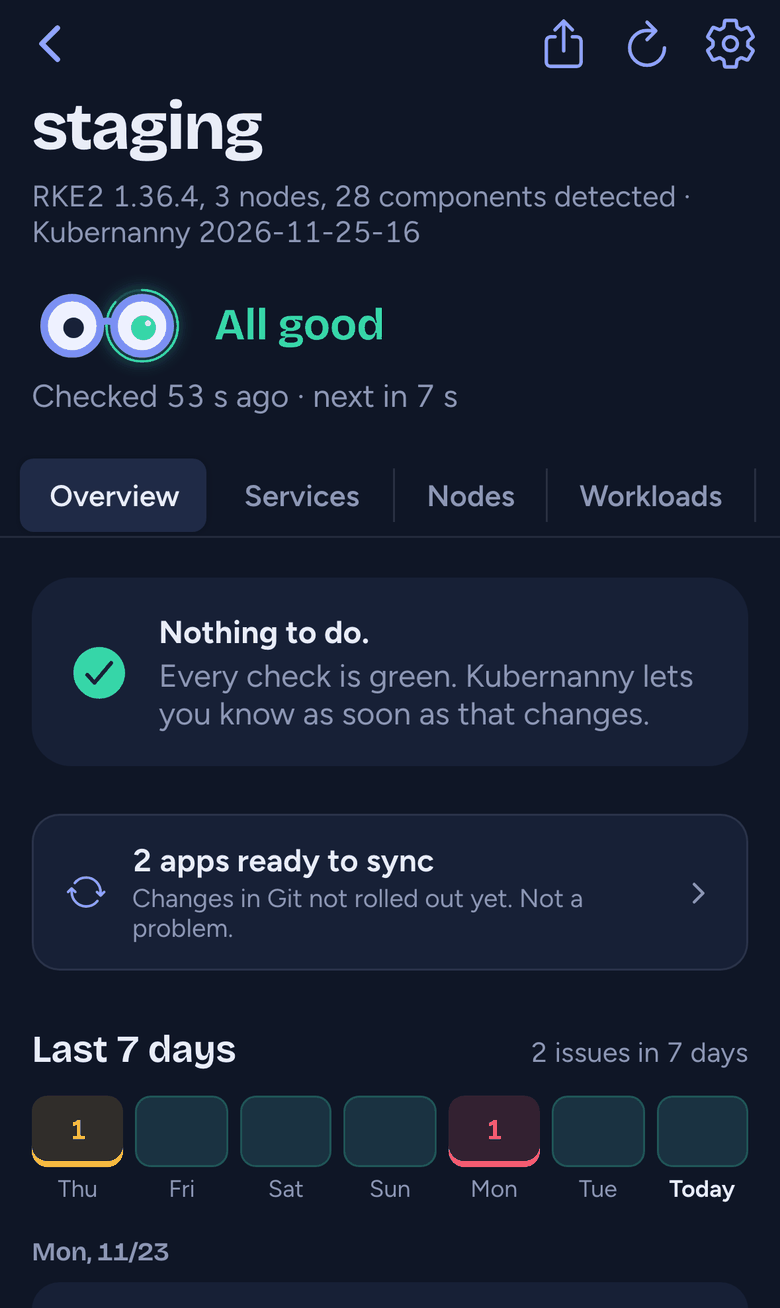 staging
RKE2 1.36.4, 3 nodes, 28 components detected ·
Kubernanny 2026-11-25-16
All good
Checked 53 s ago · next in 7 s
Overview
Services
Nodes
Workloads
Nothing to do.
Every check is green. Kubernanny lets
you know as soon as that changes.
2 apps ready to sync
Changes in Git not rolled out yet. Not a
problem.
Last 7 days
2 issues in 7 days
1
1
Thu
Fri
Sat
Sun
Mon
Tue
Today
Mon, 11/23